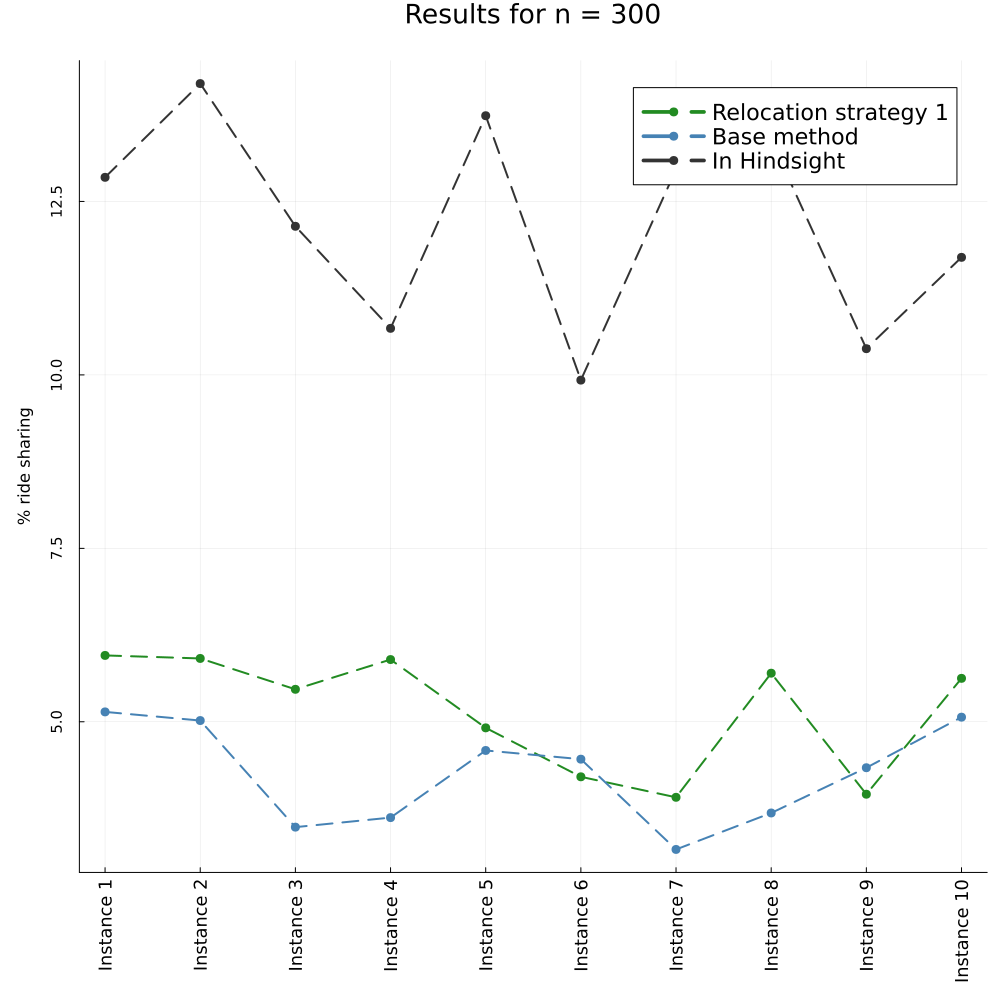 Results for n = 300
Relocation strategy 1
Base method
In Hindsight
% ride sharing
12.5
10.0
7.5
5.0
Instance 1
Instance 2
Instance 3
Instance 4
Instance 5
Instance 6
Instance 7
Instance 8
Instance 9
Instance 10